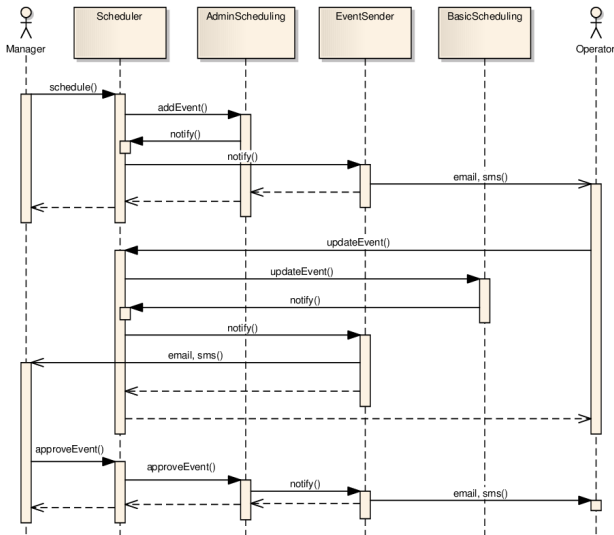 Scheduler
AdminScheduling
EventSender
BasicScheduling
Manager
Operator
schedule()
addEvent()
notify()
notify()
email, sms()
updateEvent()
updateEvent()
notify()
notify()
email, sms()
approveEvent()
approveEvent()
notify()
email, sms()